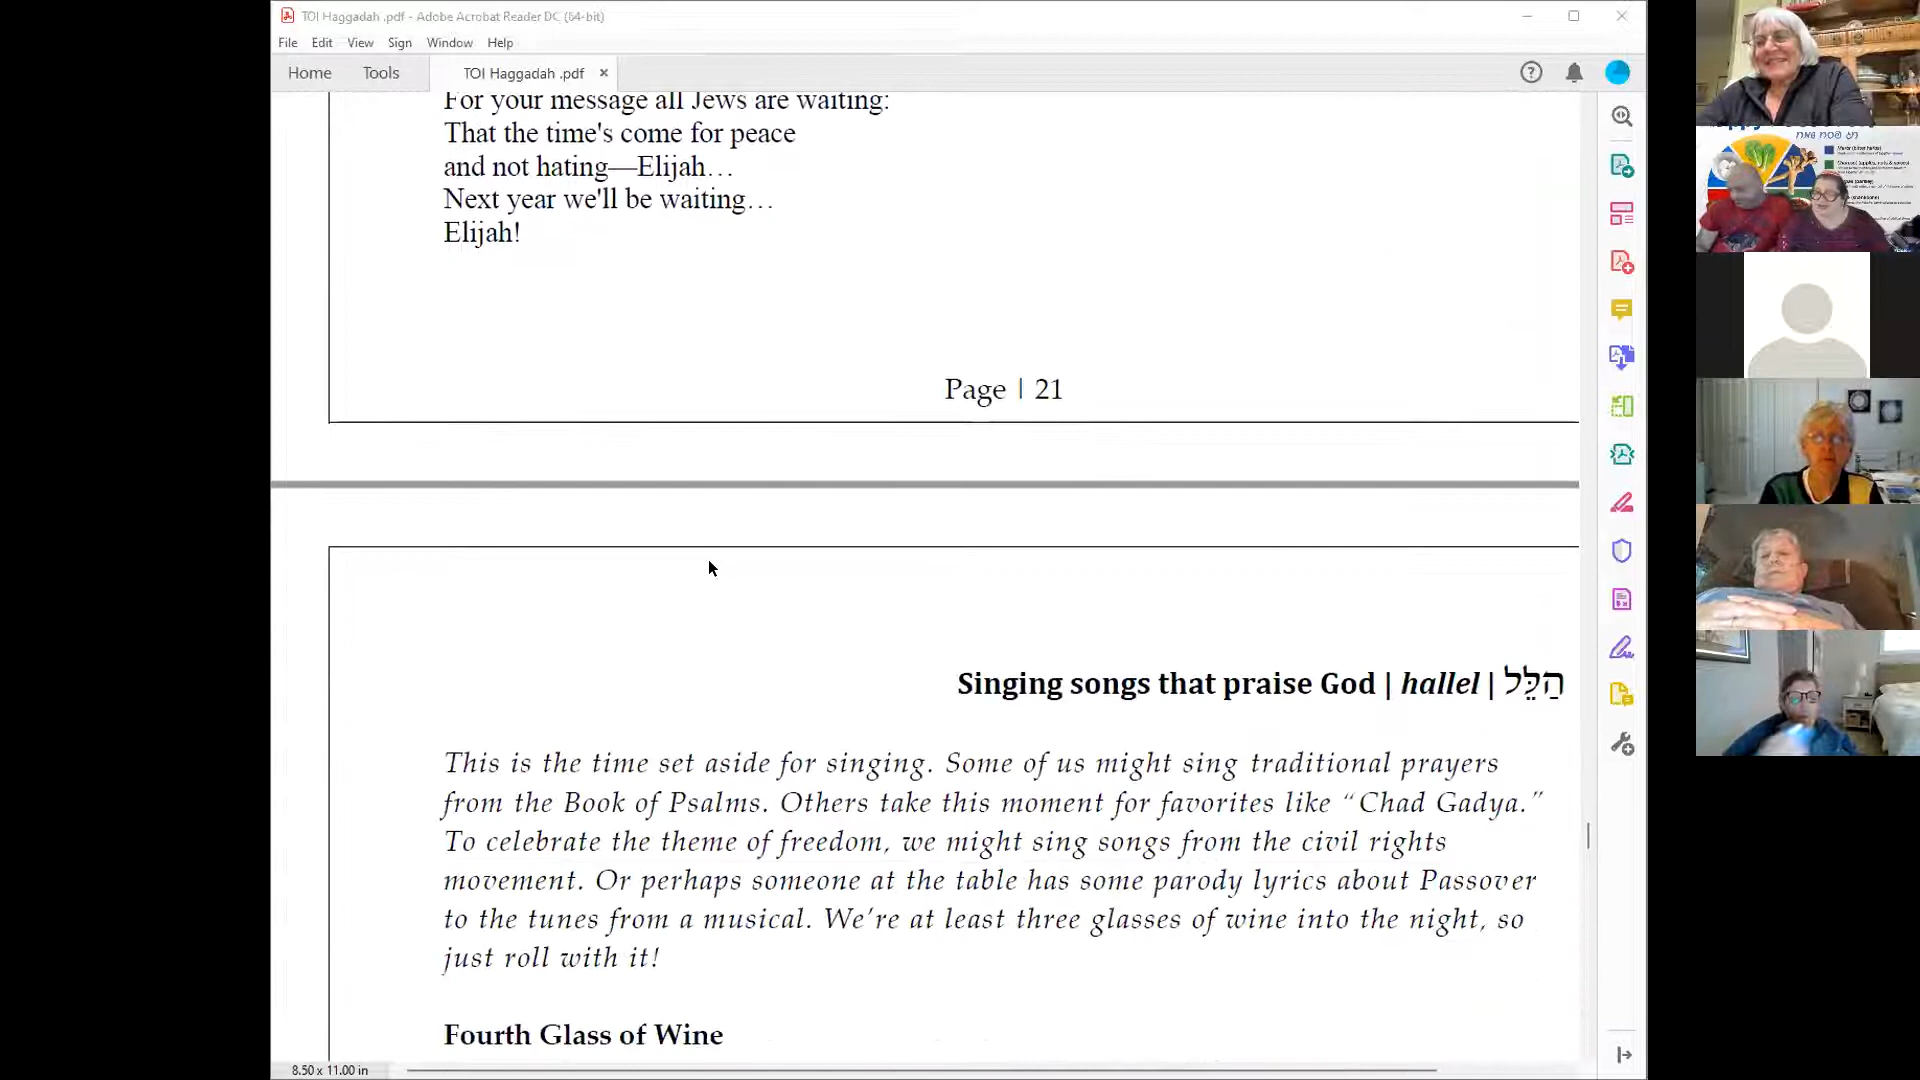 TOI Haggadah .pdf - Adobe Acrobat Reader DC (64-bit)
File Edit View Sign Window Help
Home Tools TOI Haggadah .pdf ×
For your message all Jews are waiting:
That the time's come for peace
and not hating—Elijah…
Next year we'll be waiting…
Elijah!
Page | 21
Singing songs that praise God | hallel | הַלֵּל
This is the time set aside for singing. Some of us might sing traditional prayers
from the Book of Psalms. Others take this moment for favorites like “Chad Gadya.”
To celebrate the theme of freedom, we might sing songs from the civil rights
movement. Or perhaps someone at the table has some parody lyrics about Passover
to the tunes from a musical. We’re at least three glasses of wine into the night, so
just roll with it!
Fourth Glass of Wine
8.50 x 11.00 in